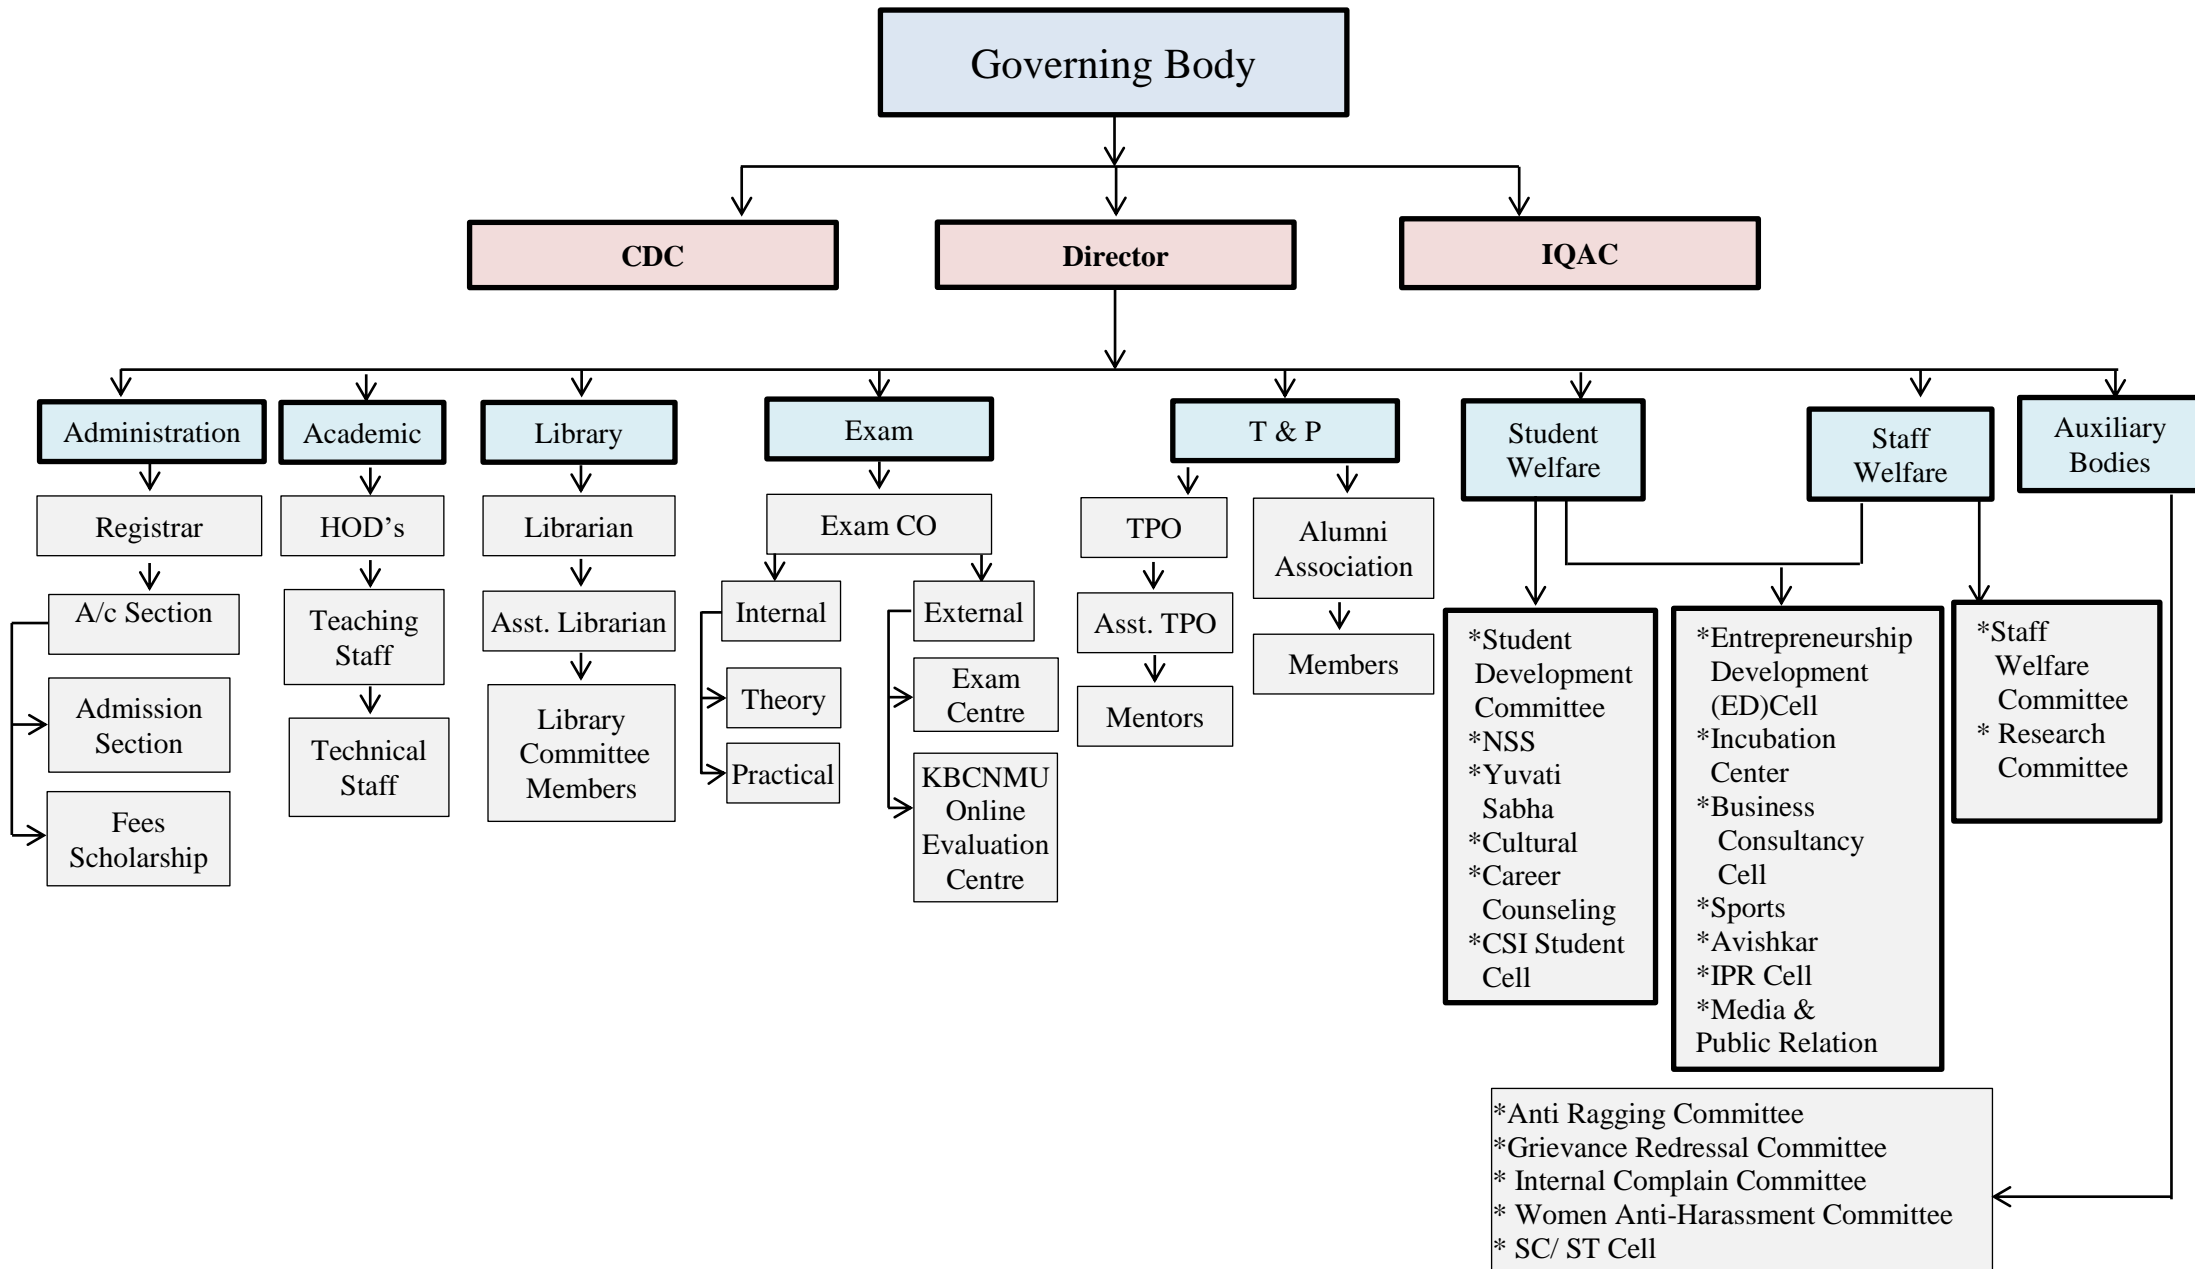 Governing Body
CDC
Director
IQAC
Administration
Academic
Library
Exam
T & P
Student
Welfare
Staff
Welfare
Auxiliary
Bodies
Registrar
A/c Section
Admission
Section
Fees
Scholarship
HOD’s
Teaching
Staff
Technical
Staff
Librarian
Asst. Librarian
Library
Committee
Members
Exam CO
Internal
Theory
Practical
External
Exam
Centre
KBCNMU
Online
Evaluation
Centre
TPO
Asst. TPO
Mentors
Alumni
Association
Members
*Student
Development
Committee
*NSS
*Yuvati
Sabha
*Cultural
*Career
Counseling
*CSI Student
Cell
*Entrepreneurship
Development
(ED)Cell
*Incubation
Center
*Business
Consultancy
Cell
*Sports
*Avishkar
*IPR Cell
*Media &
Public Relation
*Staff
Welfare
Committee
* Research
Committee
*Anti Ragging Committee
*Grievance Redressal Committee
* Internal Complain Committee
* Women Anti-Harassment Committee
* SC/ ST Cell